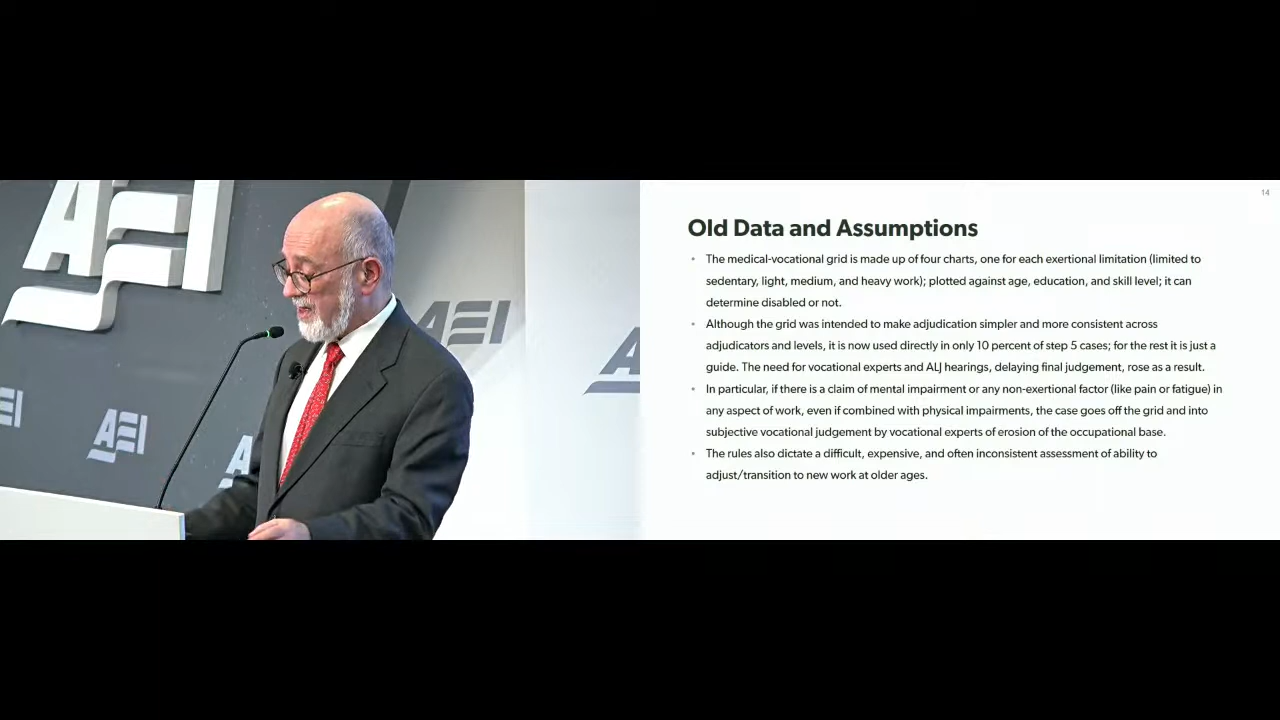 AEI
AEI
AEI
AEI
14
Old Data and Assumptions
• The medical-vocational grid is made up of four charts, one for each exertional limitation (limited to
sedentary, light, medium, and heavy work); plotted against age, education, and skill level; it can
determine disabled or not.
• Although the grid was intended to make adjudication simpler and more consistent across
adjudicators and levels, it is now used directly in only 10 percent of step 5 cases; for the rest it is just a
guide. The need for vocational experts and ALJ hearings, delaying final judgement, rose as a result.
• In particular, if there is a claim of mental impairment or any non-exertional factor (like pain or fatigue) in
any aspect of work, even if combined with physical impairments, the case goes off the grid and into
subjective vocational judgement by vocational experts of erosion of the occupational base.
• The rules also dictate a difficult, expensive, and often inconsistent assessment of ability to
adjust/transition to new work at older ages.